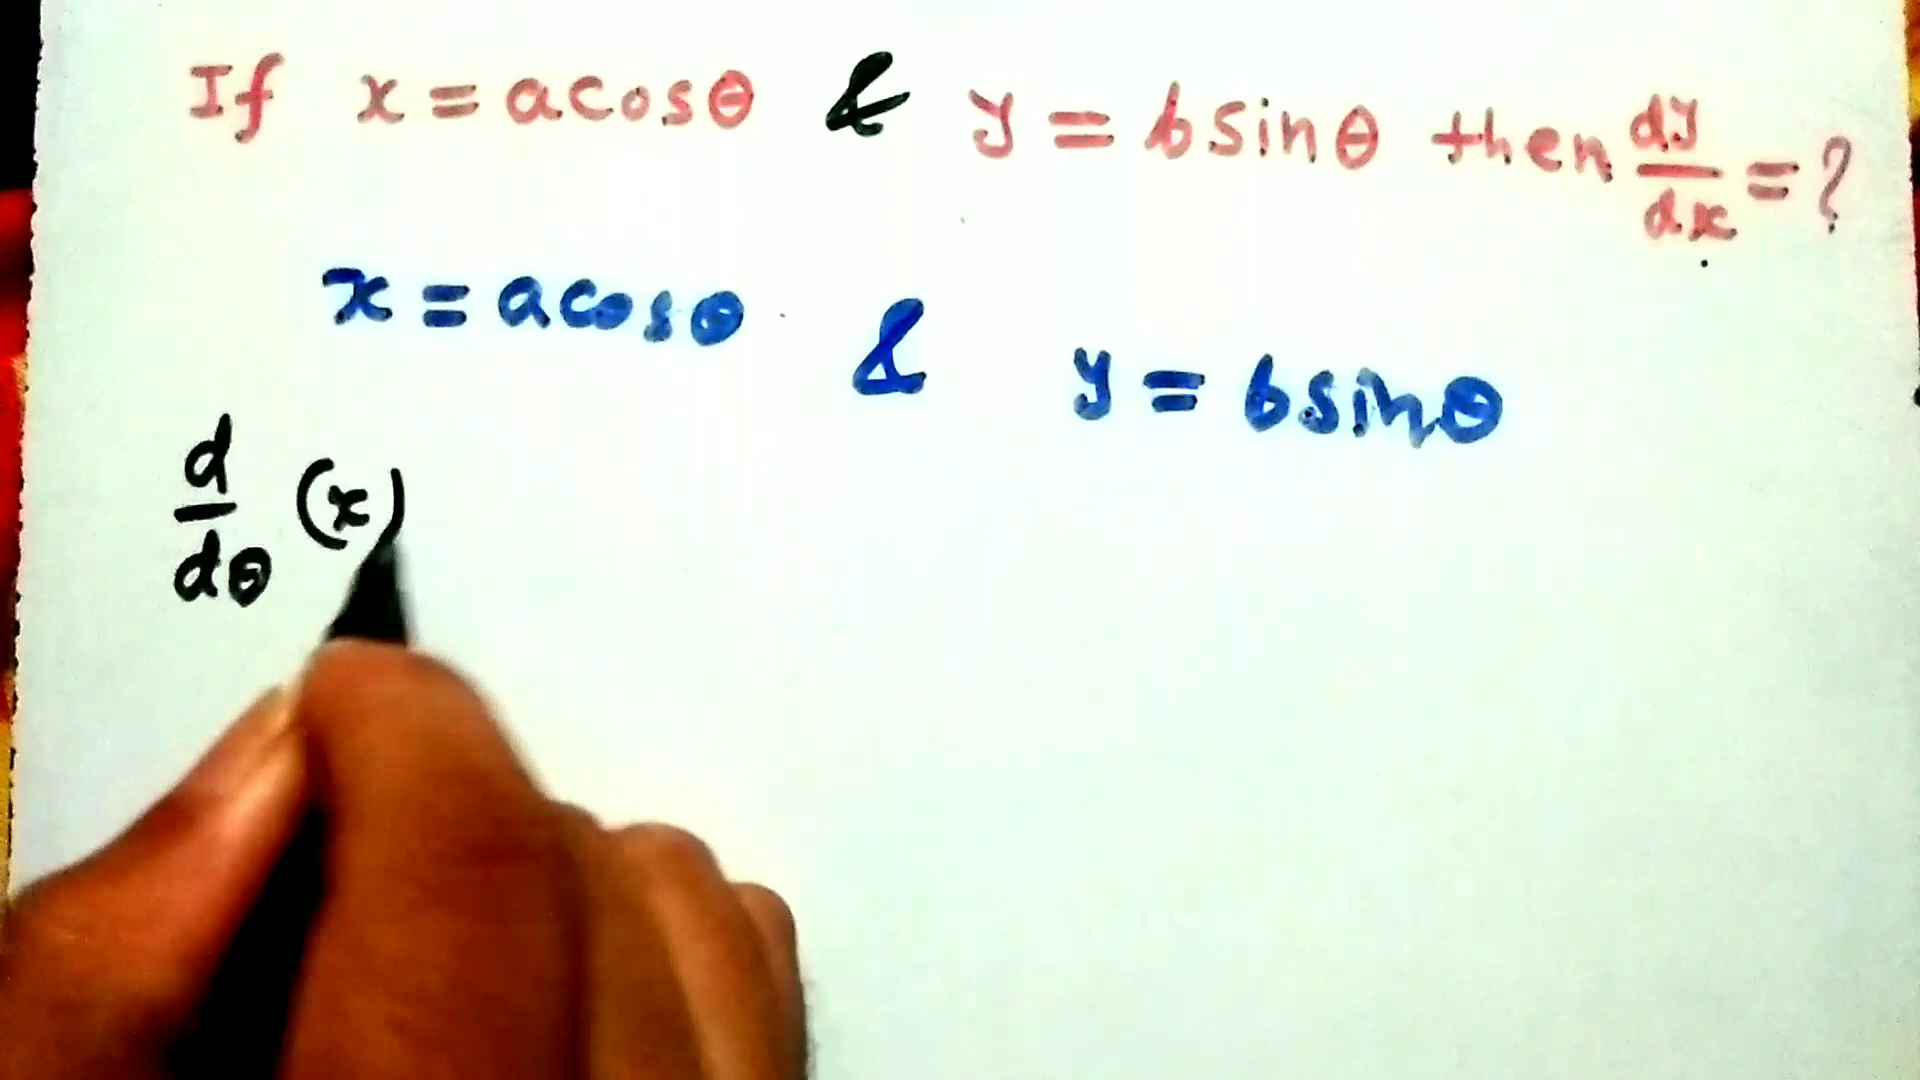 If x = acosθ & y = bsinθ then dy/dx = ?
x = acosθ & y = bsinθ
d/dθ (x)